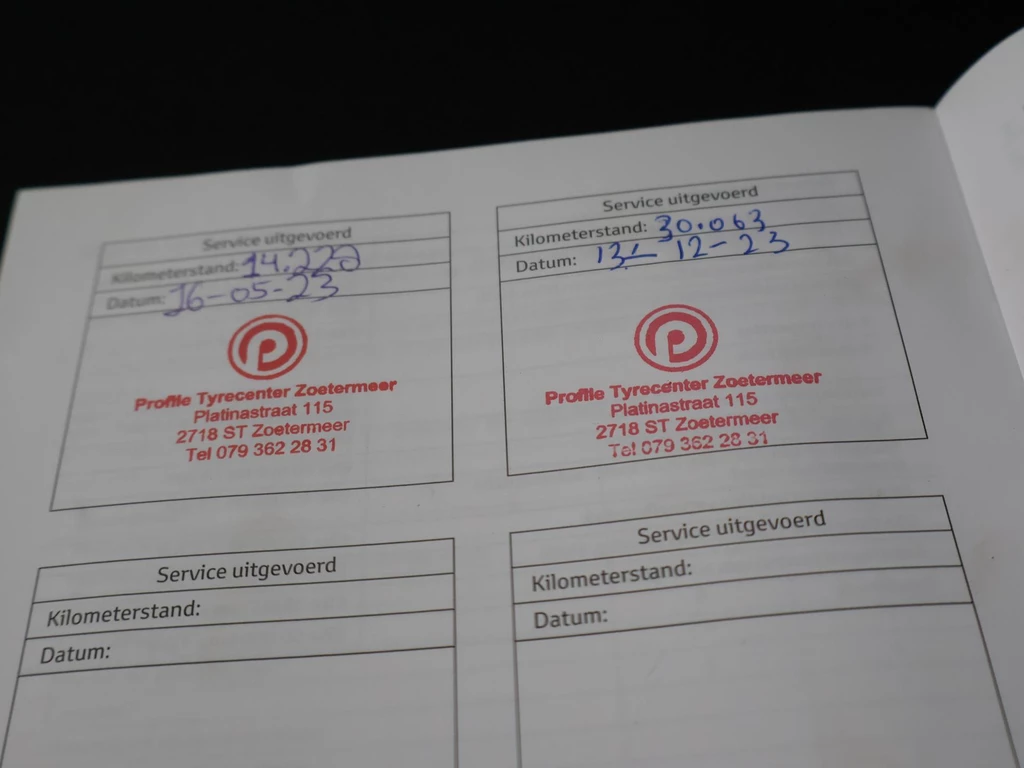 Service uitgevoerd
Kilometerstand:
Datum: 16-05-23
Profile Tyrecenter Zoetermeer
Platinastraat 115
2718 ST Zoetermeer
Tel 079 362 28 31
Service uitgevoerd
Kilometerstand: 30.063
Datum: 13-12-23
Profile Tyrecenter Zoetermeer
Platinastraat 115
2718 ST Zoetermeer
Tel 079 362 28 31
Service uitgevoerd
Kilometerstand:
Datum:
Service uitgevoerd
Kilometerstand:
Datum: